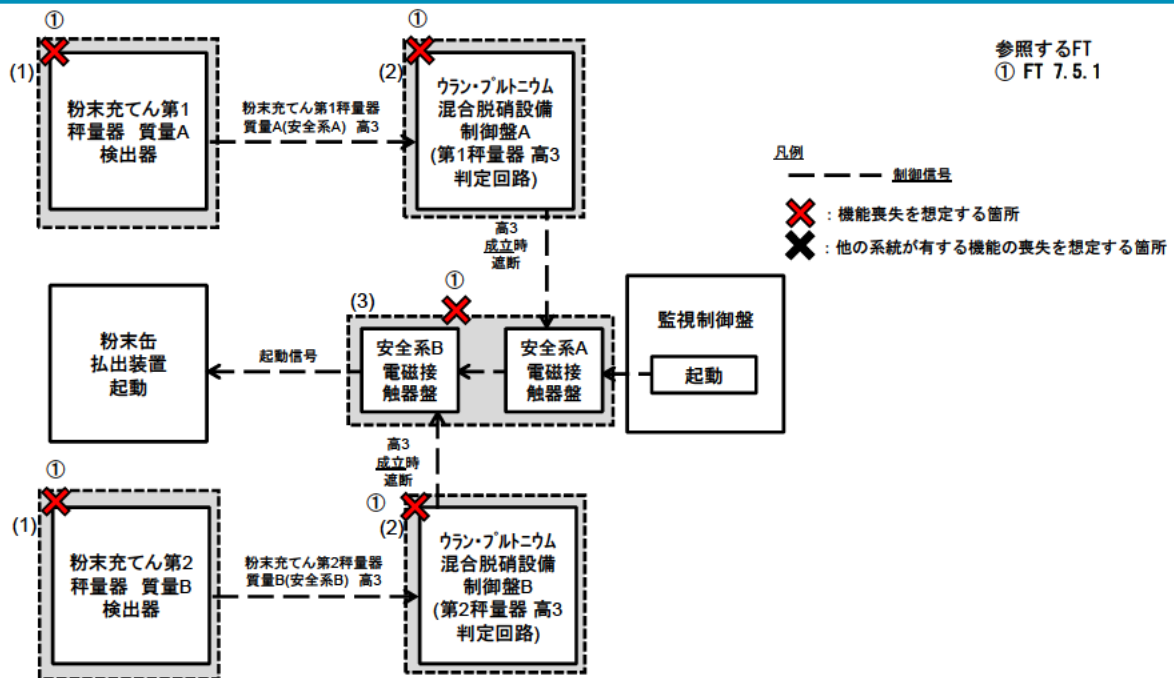 ①
(1)
粉末充てん第1
秤量器 質量A
検出器
粉末充てん第1秤量器
質量A(安全系A) 高3
①
(2)
ウラン・プルトニウム
混合脱硝設備
制御盤A
(第1秤量器 高3
判定回路)
参照するFT
① FT 7.5.1
凡例
制御信号
：機能喪失を想定する箇所
：他の系統が有する機能の喪失を想定する箇所
高3
成立時
遮断
粉末缶
払出装置
起動
起動信号
(3)
①
安全系B
電磁接
触器盤
安全系A
電磁接
触器盤
監視制御盤
起動
高3
成立時
遮断
①
(1)
粉末充てん第2
秤量器 質量B
検出器
粉末充てん第2秤量器
質量B(安全系B) 高3
①
(2)
ウラン・プルトニウム
混合脱硝設備
制御盤B
(第2秤量器 高3
判定回路)